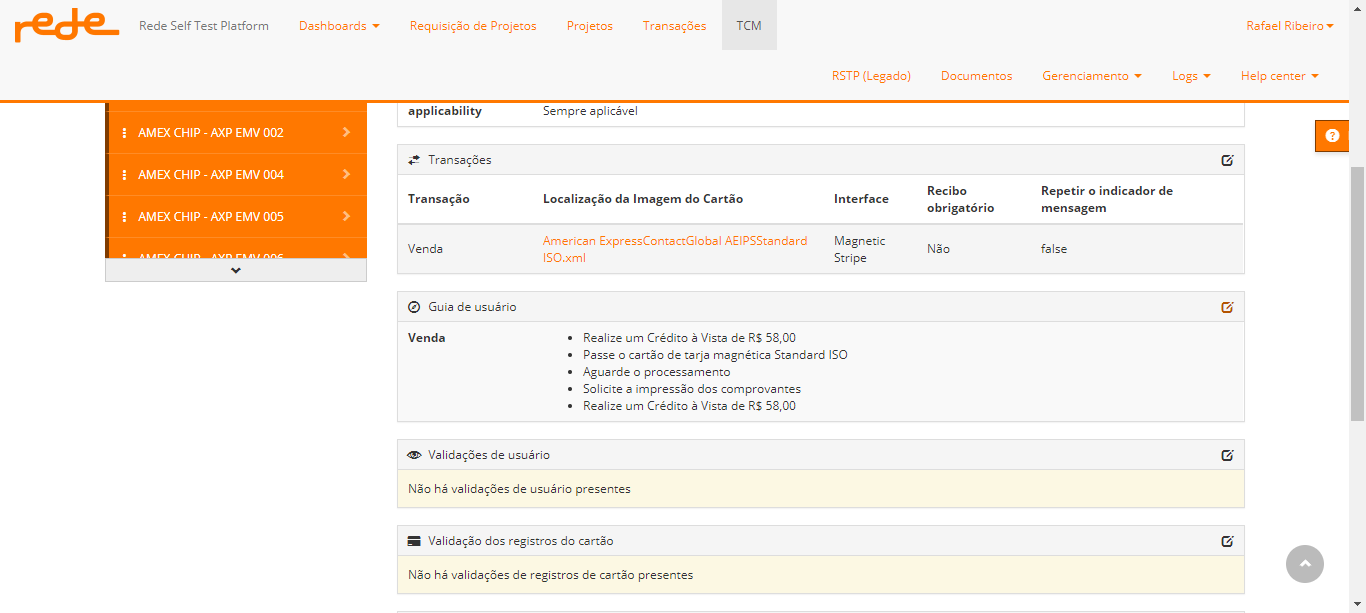 rede Rede Self Test Platform Dashboards Requisição de Projetos Projetos Transações TCM Rafael Ribeiro
RSTP (Legado) Documentos Gerenciamento Logs Help center
AMEX CHIP - AXP EMV 002
AMEX CHIP - AXP EMV 004
AMEX CHIP - AXP EMV 005
AMEX CHIP - AXP EMV 006
applicability Sempre aplicável
Transações
Transação Localização da Imagem do Cartão Interface Recibo obrigatório Repetir o indicador de mensagem
Venda American ExpressContactGlobal AEIPSStandard ISO.xml Magnetic Stripe Não false
Guia de usuário
Venda
Realize um Crédito à Vista de R$ 58,00
Passe o cartão de tarja magnética Standard ISO
Aguarde o processamento
Solicite a impressão dos comprovantes
Realize um Crédito à Vista de R$ 58,00
Validações de usuário
Não há validações de usuário presentes
Validação dos registros do cartão
Não há validações de registros de cartão presentes